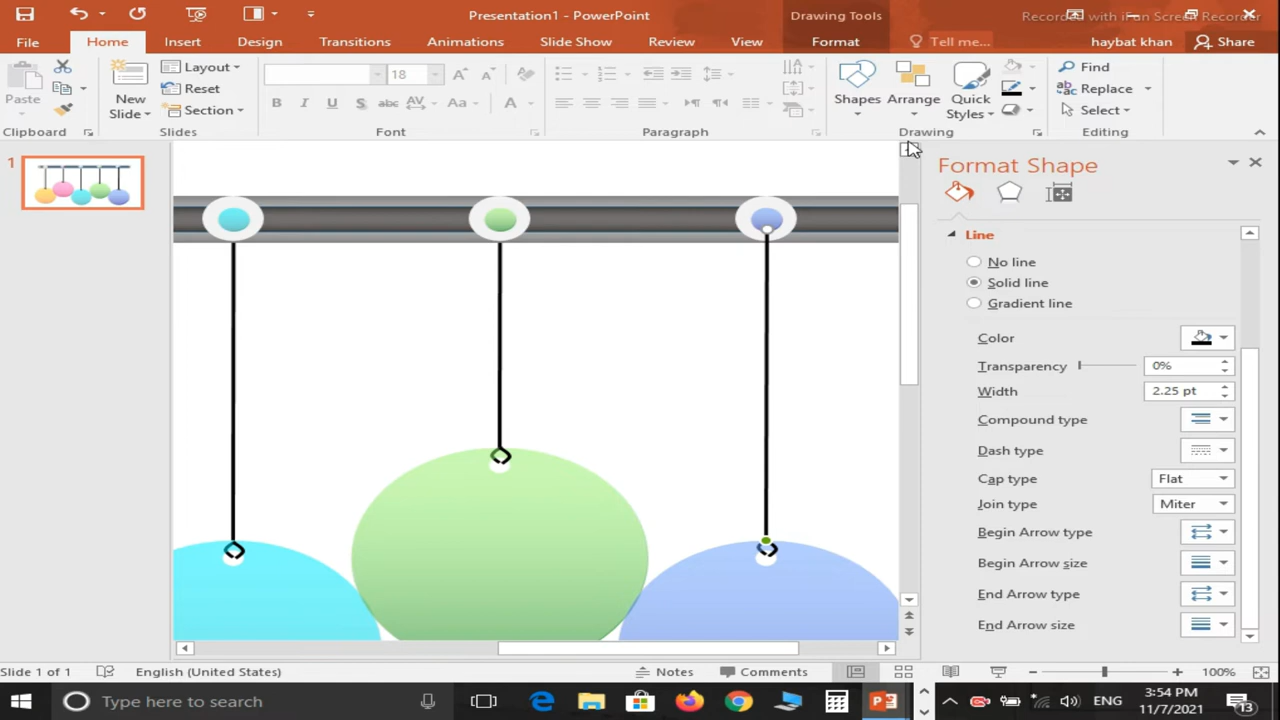 Presentation1 - PowerPoint
Drawing Tools
Recorded with iFun Screen Recorder
File
Home
Insert
Design
Transitions
Animations
Slide Show
Review
View
Format
Tell me...
haybat khan
Share
Paste
New
Slide
Layout
Reset
Section
18
B I U S abc AV Aa A
Shapes
Arrange
Quick
Styles
Find
Replace
Select
Clipboard
Slides
Font
Paragraph
Drawing
Editing
1
Format Shape
Line
No line
Solid line
Gradient line
Color
Transparency
0%
Width
2.25 pt
Compound type
Dash type
Cap type
Flat
Join type
Miter
Begin Arrow type
Begin Arrow size
End Arrow type
End Arrow size
Slide 1 of 1
English (United States)
Notes
Comments
100%
Type here to search
ENG
3:54 PM
11/7/2021
13